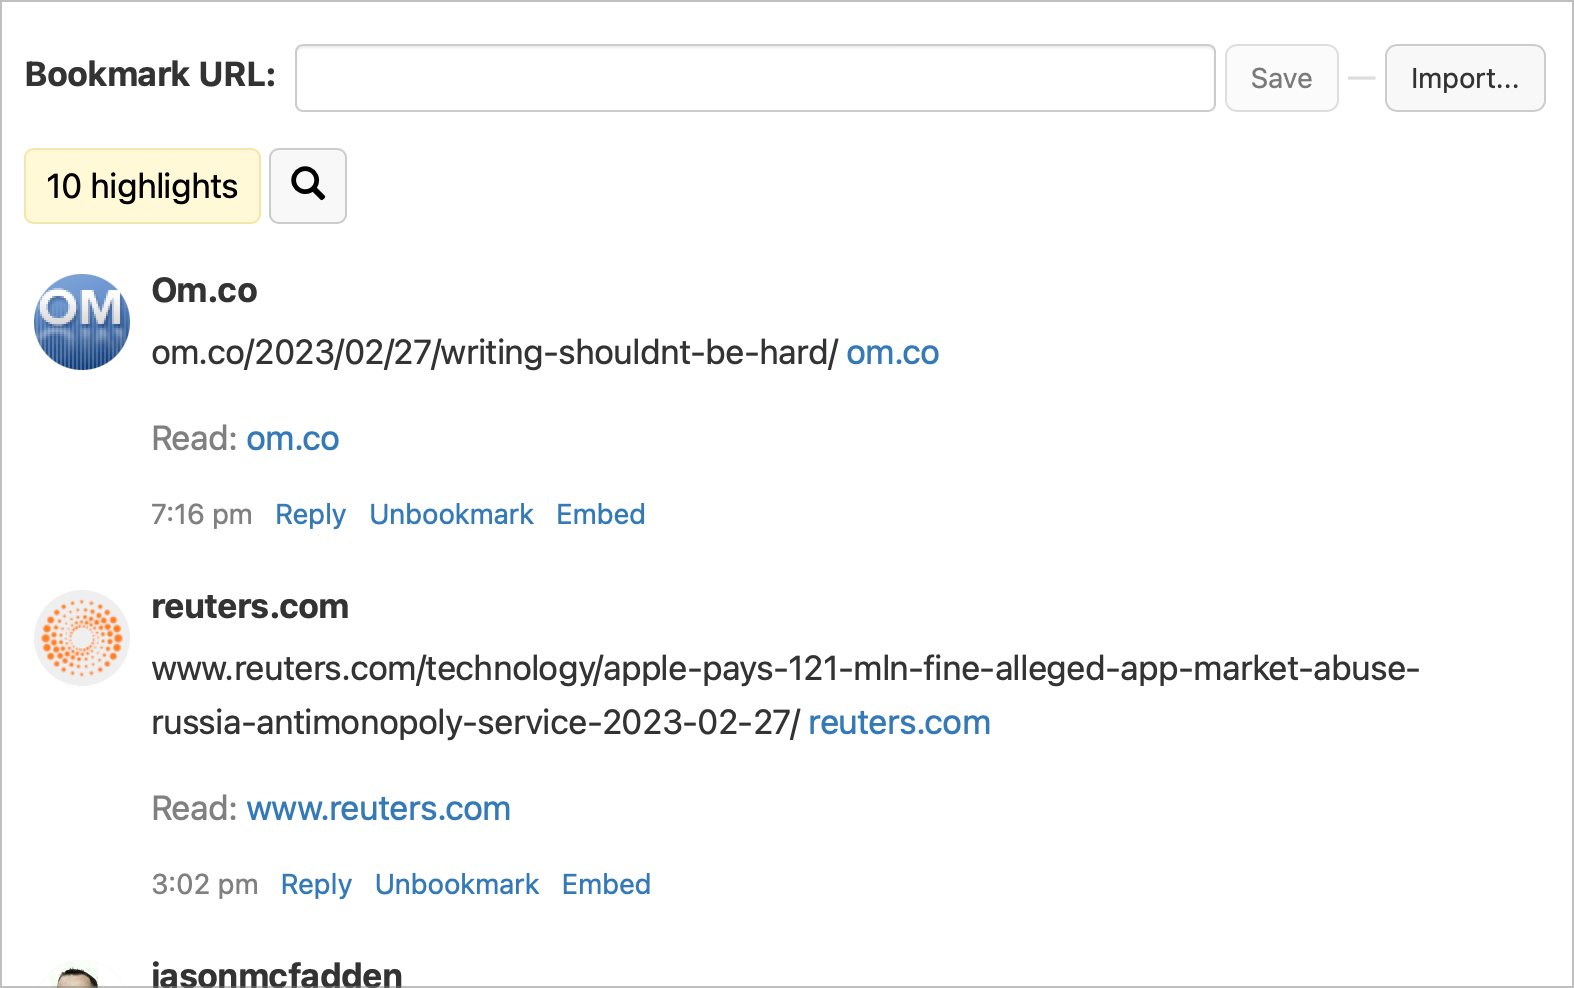 Bookmark URL: Save — Import...
10 highlights
OM
Om.co
om.co/2023/02/27/writing-shouldnt-be-hard/ om.co
Read: om.co
7:16 pm Reply Unbookmark Embed
reuters.com
www.reuters.com/technology/apple-pays-121-mln-fine-alleged-app-market-abuse-
russia-antimonopoly-service-2023-02-27/ reuters.com
Read: www.reuters.com
3:02 pm Reply Unbookmark Embed
jasonmcfadden